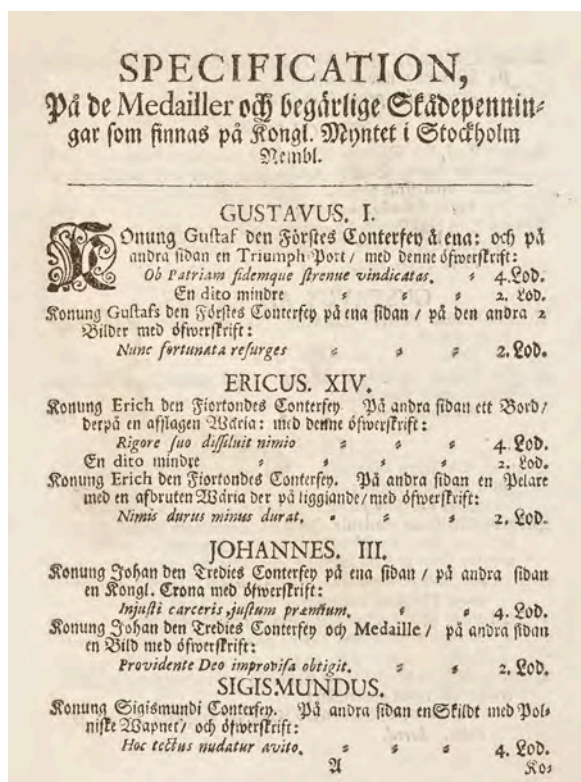 SPECIFICATION,
På de Medailler och begärlige Skådepennin⸗
gar som finnas på Kongl. Myntet i Stockholm
Nembl.
GUSTAVUS. I.
KOnung Gustaf den Förstes Conterfey å ena: och på
andra sidan en Triumph-Port / med denne öfwerskrift:
Ob Patriam fidemque strenue vindicatas. ⸗ 4. Lod.
En dito mindre ⸗ ⸗ ⸗ 2. Lod.
Konung Gustafs den Förstes Conterfey på ena sidan / på den andra 2
Bilder med öfwerskrift:
Nunc fortunata resurges ⸗ ⸗ ⸗ 2. Lod.
ERICUS. XIV.
Konung Erich den Fiortondes Conterfey. På andra sidan ett Bord /
derpå en afslagen Wäria: med denne öfwerskrift:
Rigore suo dissiluit nimio ⸗ ⸗ ⸗ 4. Lod.
En dito mindre ⸗ ⸗ ⸗ ⸗ 2. Lod.
Konung Erich den Fiortondes Conterfey. På andra sidan en Pelare
med en afbruten Wäria der på liggiande / med öfwerskrift:
Nimis durus minus durat. ⸗ ⸗ ⸗ 2. Lod.
JOHANNES. III.
Konung Johan den Tredies Conterfey på ena sidan / på andra sidan
en Kongl. Crona med öfwerskrift:
Injusti carceris, justum præmium. ⸗ ⸗ 4. Lod.
Konung Johan den Tredies Conterfey och Medaille / på andra sidan
en Bild med öfwerskrift:
Providente Deo improvisa obtigit. ⸗ ⸗ 2. Lod.
SIGISMUNDUS.
Konung Sigismundi Conterfey. På andra sidan en Skildt med Pol⸗
niske Wapnet / och öfwerskrift:
Hoc tectus nudatur avito. ⸗ ⸗ ⸗ ⸗ 4. Lod.
A Ko⸗